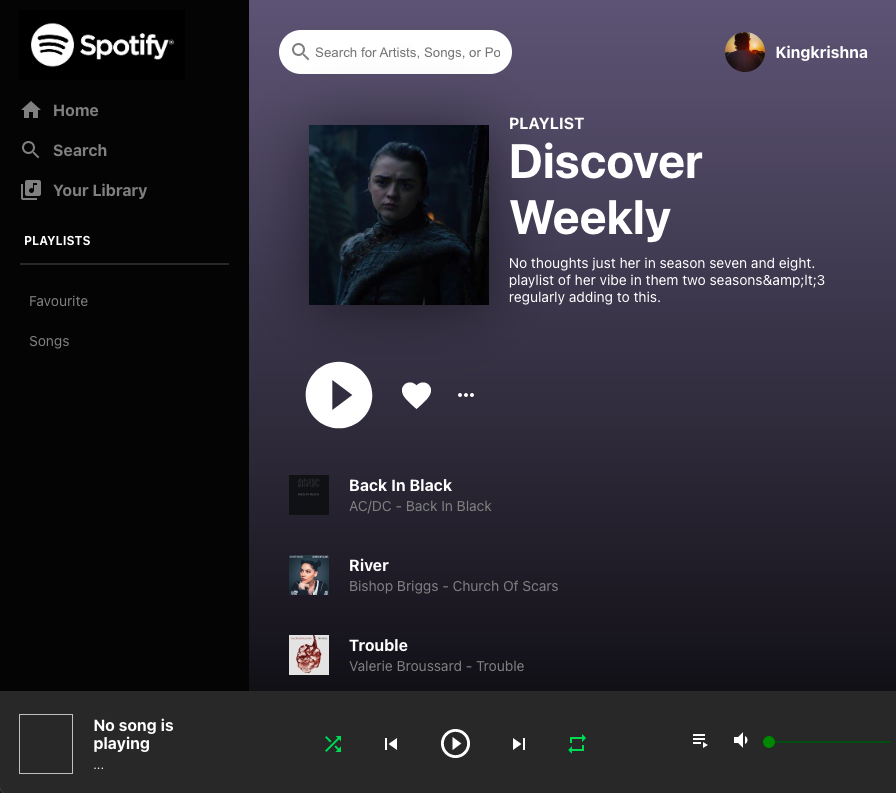 Spotify®
Home
Search
Your Library
PLAYLISTS
Favourite
Songs
Search for Artists, Songs, or Po
Kingkrishna
PLAYLIST
Discover
Weekly
No thoughts just her in season seven and eight.
playlist of her vibe in them two seasons&amp;lt;3
regularly adding to this.
Back In Black
AC/DC - Back In Black
River
Bishop Briggs - Church Of Scars
Trouble
Valerie Broussard - Trouble
No song is
playing
...